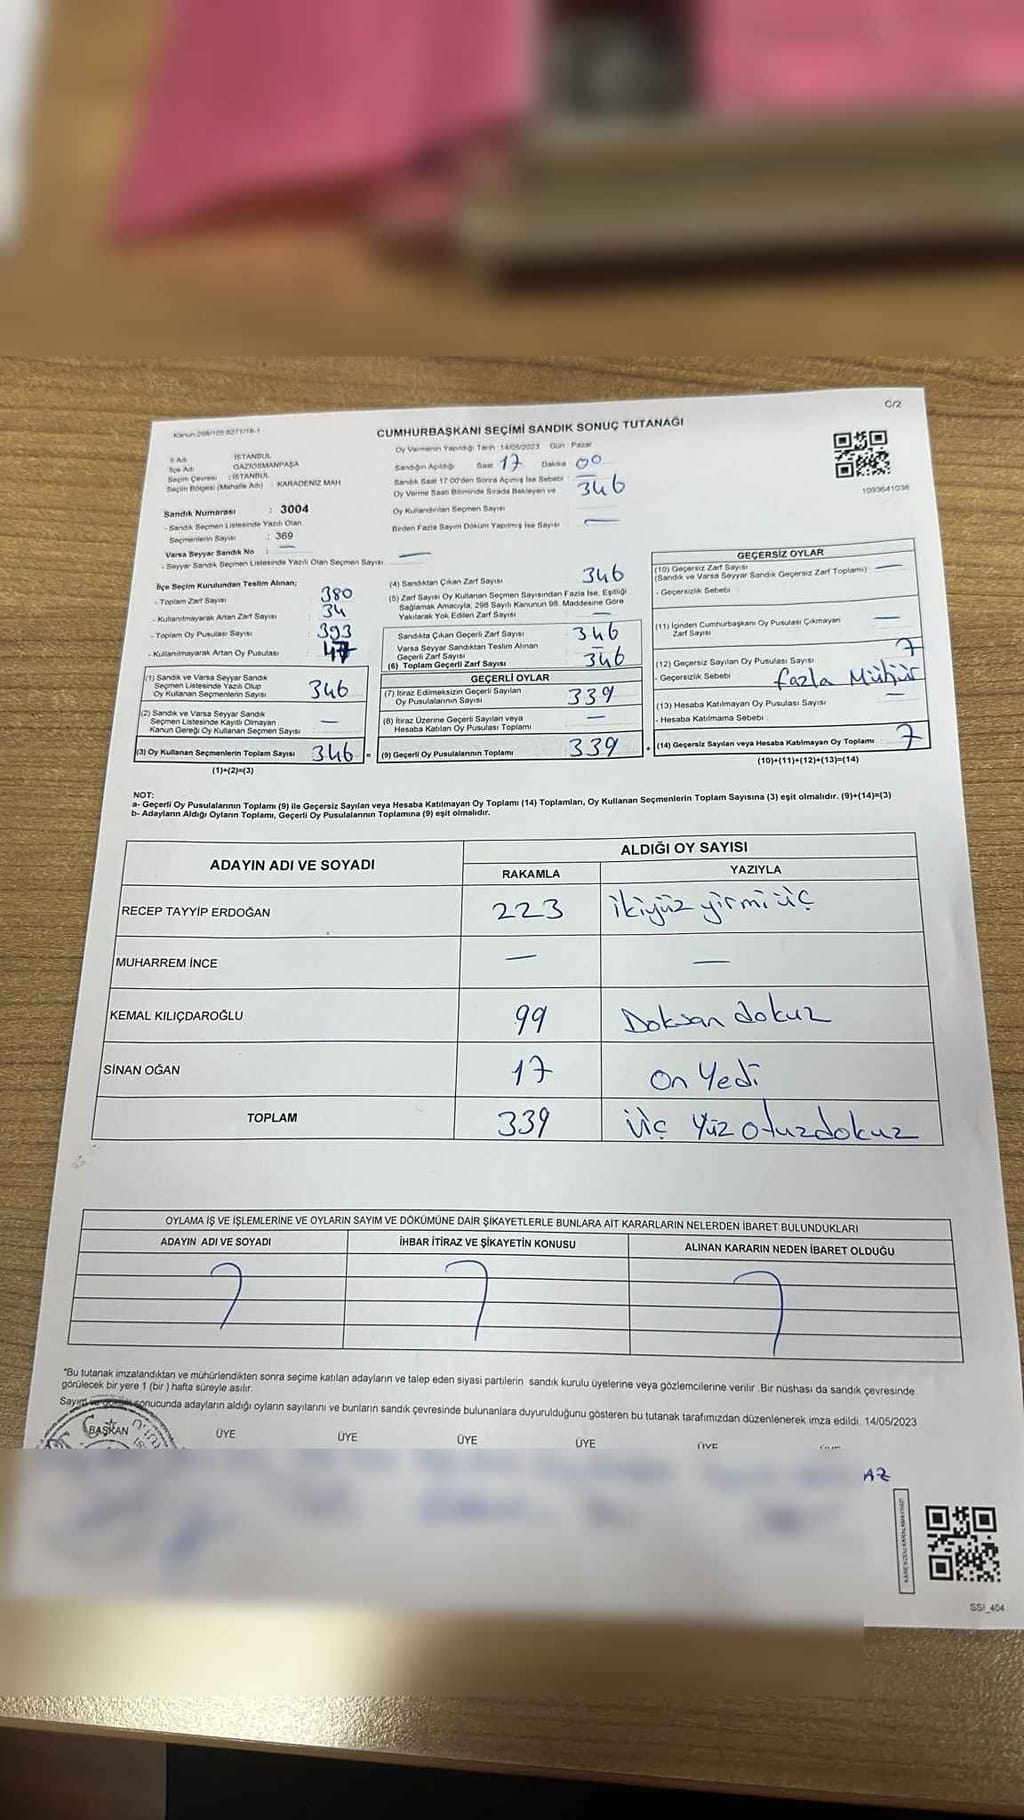 C/2
Kanun:298/105 6271/18-1
CUMHURBAŞKANI SEÇİMİ SANDIK SONUÇ TUTANAĞI
İl Adı : İSTANBUL
İlçe Adı : GAZİOSMANPAŞA
Seçim Çevresi : İSTANBUL
Seçim Bölgesi (Mahalle Adı) : KARADENİZ MAH
Oy Vermenin Yapıldığı Tarih :14/05/2023 Gün : Pazar
Sandığın Açıldığı Saat 17 Dakika 00
Sandık Saat 17:00'den Sonra Açılmış İse Sebebi
Oy Verme Saati Bitiminde Sırada Bekleyen ve 346
Oy Kullandırılan Seçmen Sayısı
Birden Fazla Sayım Döküm Yapılmış İse Sayısı —
1093641036
Sandık Numarası : 3004
- Sandık Seçmen Listesinde Yazılı Olan
Seçmenlerin Sayısı : 369
Varsa Seyyar Sandık No : —
- Seyyar Sandık Seçmen Listesinde Yazılı Olan Seçmen Sayısı —
İlçe Seçim Kurulundan Teslim Alınan;
- Toplam Zarf Sayısı 380
- Kullanılmayarak Artan Zarf Sayısı 34
- Toplam Oy Pusulası Sayısı 393
- Kullanılmayarak Artan Oy Pusulası 47
(1) Sandık ve Varsa Seyyar Sandık
Seçmen Listesinde Yazılı Olup
Oy Kullanan Seçmenlerin Sayısı 346
(2) Sandık ve Varsa Seyyar Sandık
Seçmen Listesinde Kaydı Olmayan
Kanun Gereği Oy Kullanan Seçmen Sayısı —
(3) Oy Kullanan Seçmenlerin Toplam Sayısı 346 =
(1)+(2)=(3)
(4) Sandıktan Çıkan Zarf Sayısı 346
(5) Zarf Sayısı Oy Kullanan Seçmen Sayısından Fazla İse, Eşitliği
Sağlamak Amacıyla, 298 Sayılı Kanunun 98. Maddesine Göre
Yakılarak Yok Edilen Zarf Sayısı —
Sandıkta Çıkan Geçerli Zarf Sayısı 346
Varsa Seyyar Sandıktan Teslim Alınan
Geçerli Zarf Sayısı —
(6) Toplam Geçerli Zarf Sayısı 346
GEÇERLİ OYLAR
(7) İtiraz Edilmeksizin Geçerli Sayılan
Oy Pusulalarının Sayısı 339
(8) İtiraz Üzerine Geçerli Sayılan veya
Hesaba Katılan Oy Pusulası Toplamı —
(9) Geçerli Oy Pusulalarının Toplamı 339 +
GEÇERSİZ OYLAR
(10) Geçersiz Zarf Sayısı
(Sandık ve Varsa Seyyar Sandık Geçersiz Zarf Toplamı) —
- Geçersizlik Sebebi
(11) İçinden Cumhurbaşkanı Oy Pusulası Çıkmayan
Zarf Sayısı —
(12) Geçersiz Sayılan Oy Pusulası Sayısı 7
- Geçersizlik Sebebi fazla Mühür
(13) Hesaba Katılmayan Oy Pusulası Sayısı —
- Hesaba Katılmama Sebebi
(14) Geçersiz Sayılan veya Hesaba Katılmayan Oy Toplamı 7
(10)+(11)+(12)+(13)=(14)
NOT:
a- Geçerli Oy Pusulalarının Toplamı (9) ile Geçersiz Sayılan veya Hesaba Katılmayan Oy Toplamı (14) Toplamları, Oy Kullanan Seçmenlerin Toplam Sayısına (3) eşit olmalıdır. (9)+(14)=(3)
b- Adayların Aldığı Oyların Toplamı, Geçerli Oy Pusulalarının Toplamına (9) eşit olmalıdır.
ADAYIN ADI VE SOYADI
ALDIĞI OY SAYISI
RAKAMLA YAZIYLA
RECEP TAYYİP ERDOĞAN 223 ikiyüz yirmi üç
MUHARREM İNCE — —
KEMAL KILIÇDAROĞLU 99 Doksan dokuz
SİNAN OĞAN 17 On Yedi
TOPLAM 339 üç Yüz otuzdokuz
OYLAMA İŞ VE İŞLEMLERİNE VE OYLARIN SAYIM VE DÖKÜMÜNE DAİR ŞİKAYETLERLE BUNLARA AİT KARARLARIN NELERDEN İBARET BULUNDUKLARI
ADAYIN ADI VE SOYADI İHBAR İTİRAZ VE ŞİKAYETİN KONUSU ALINAN KARARIN NEDEN İBARET OLDUĞU
*Bu tutanak imzalandıktan ve mühürlendikten sonra seçime katılan adayların ve talep eden siyasi partilerin sandık kurulu üyelerine veya gözlemcilerine verilir .Bir nüshası da sandık çevresinde
görülecek bir yere 1 (bir ) hafta süreyle asılır.
Sayım sonucunda adayların aldığı oyların sayılarını ve bunların sandık çevresinde bulunanlara duyurulduğunu gösteren bu tutanak tarafımızdan düzenlenerek imza edildi. 14/05/2023
BAŞKAN ÜYE ÜYE ÜYE ÜYE ÜYE
AZ
SSI_404